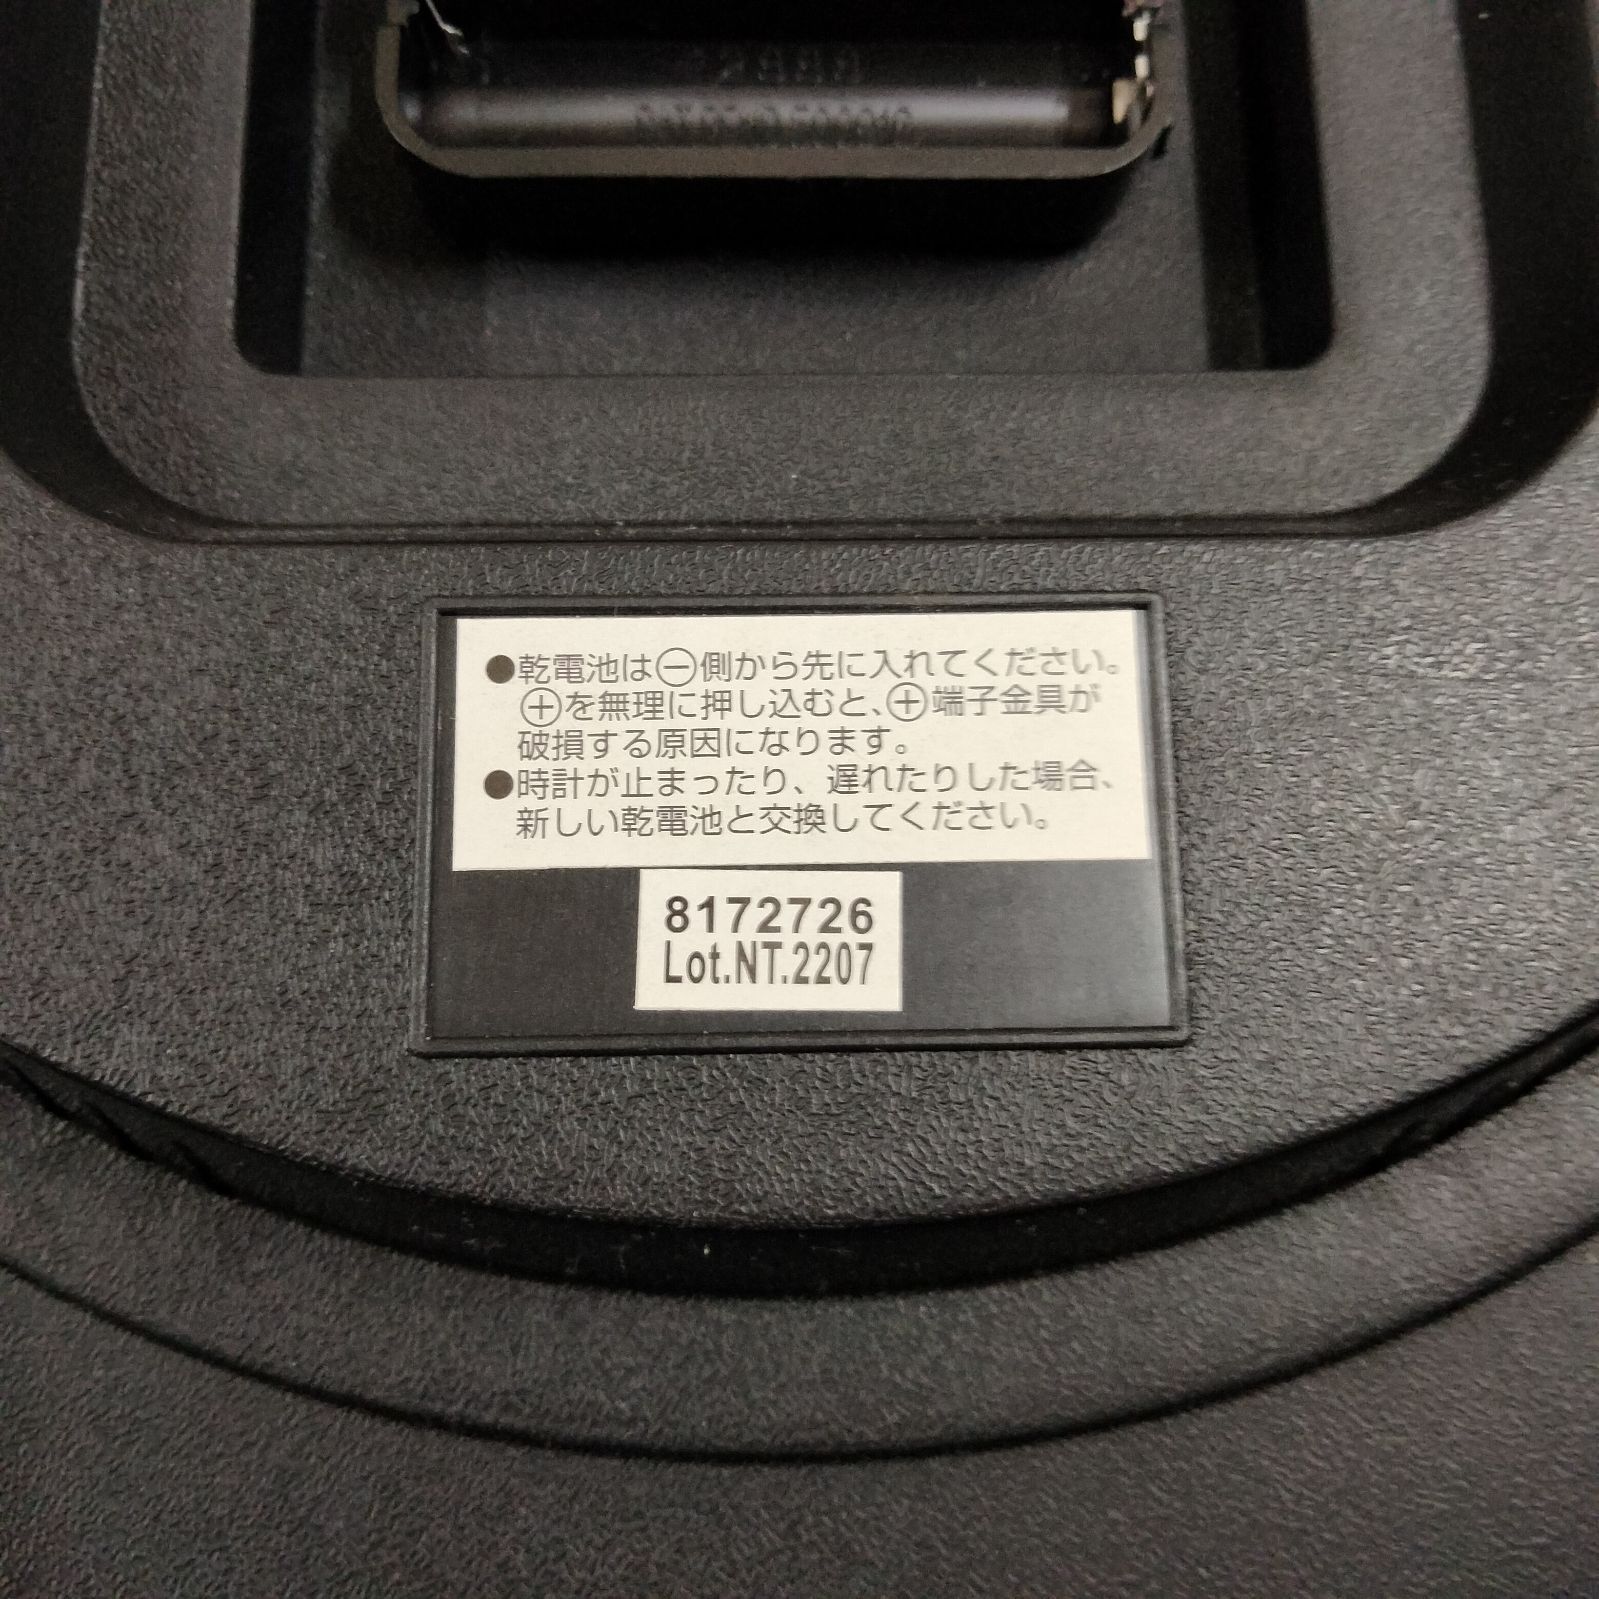 ●乾電池は⊖側から先に入れてください。
⊕を無理に押し込むと、⊕端子金具が
破損する原因になります。
●時計が止まったり、遅れたりした場合、
新しい乾電池と交換してください。
8172726
Lot.NT.2207